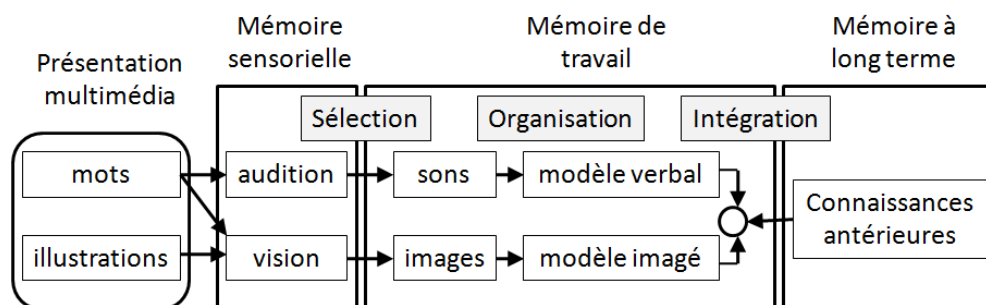 Présentation
multimédia
Mémoire
sensorielle
Mémoire de
travail
Mémoire à
long terme
Sélection
Organisation
Intégration
mots
audition
sons
modèle verbal
illustrations
vision
images
modèle imagé
Connaissances
antérieures